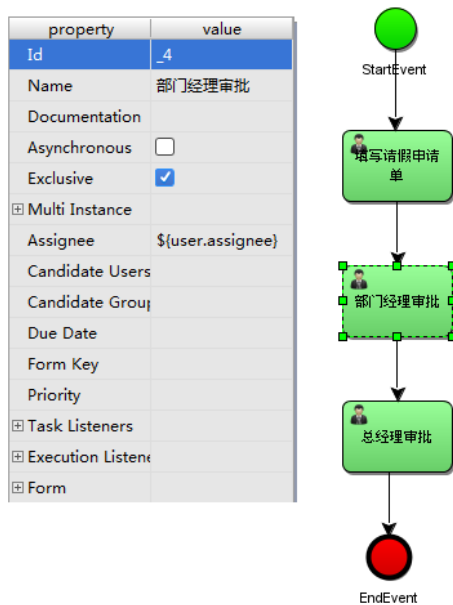 property value
Id _4
Name 部门经理审批
Documentation
Asynchronous
Exclusive
Multi Instance
Assignee ${user.assignee}
Candidate Users
Candidate Group
Due Date
Form Key
Priority
Task Listeners
Execution Listene
Form
StartEvent
填写请假申请
单
部门经理审批
总经理审批
EndEvent